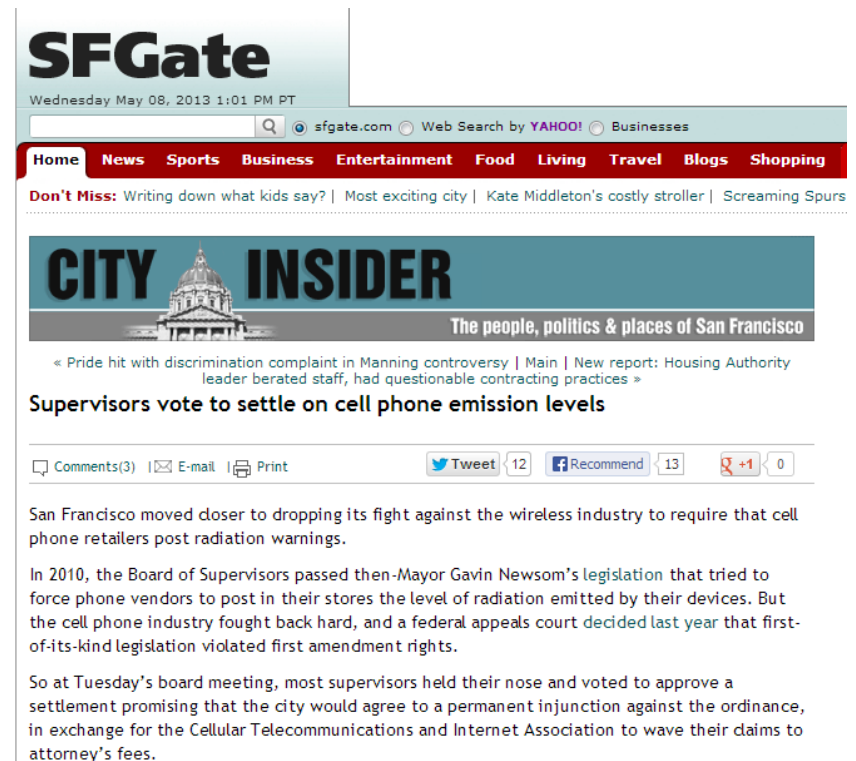 SFGate
Wednesday May 08, 2013 1:01 PM PT
sfgate.com Web Search by YAHOO! Businesses
Home News Sports Business Entertainment Food Living Travel Blogs Shopping
Don't Miss: Writing down what kids say? | Most exciting city | Kate Middleton's costly stroller | Screaming Spurs
CITY INSIDER
The people, politics & places of San Francisco
« Pride hit with discrimination complaint in Manning controversy | Main | New report: Housing Authority
leader berated staff, had questionable contracting practices »
Supervisors vote to settle on cell phone emission levels
Comments(3) | E-mail | Print Tweet 12 Recommend 13 +1 0
San Francisco moved closer to dropping its fight against the wireless industry to require that cell
phone retailers post radiation warnings.
In 2010, the Board of Supervisors passed then-Mayor Gavin Newsom's legislation that tried to
force phone vendors to post in their stores the level of radiation emitted by their devices. But
the cell phone industry fought back hard, and a federal appeals court decided last year that first-
of-its-kind legislation violated first amendment rights.
So at Tuesday's board meeting, most supervisors held their nose and voted to approve a
settlement promising that the city would agree to a permanent injunction against the ordinance,
in exchange for the Cellular Telecommunications and Internet Association to wave their claims to
attorney's fees.